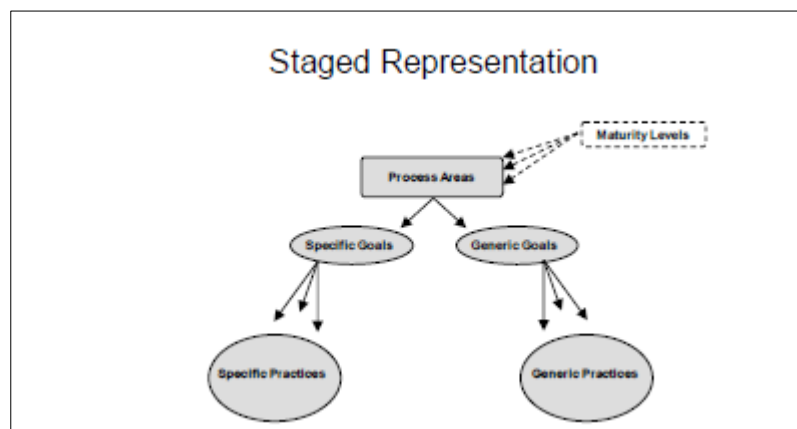 Staged Representation
Maturity Levels
Process Areas
Specific Goals
Generic Goals
Specific Practices
Generic Practices